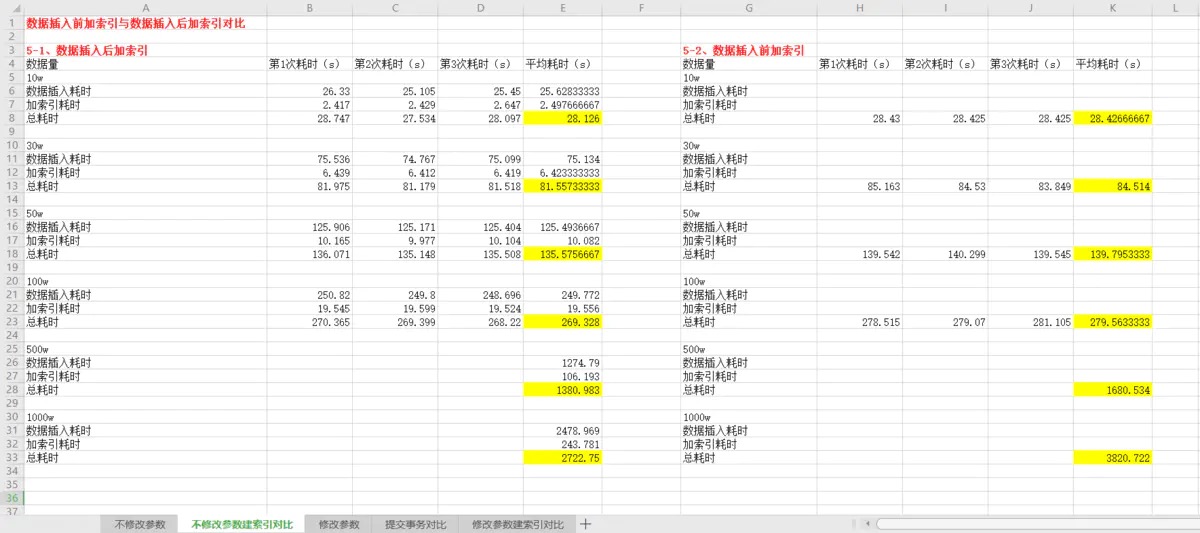 A B C D E F G H I J K L
1 数据插入前加索引与数据插入后加索引对比
2
3 5-1、数据插入后加索引 5-2、数据插入前加索引
4 数据量 第1次耗时（s） 第2次耗时（s） 第3次耗时（s） 平均耗时（s） 数据量 第1次耗时（s） 第2次耗时（s） 第3次耗时（s） 平均耗时（s）
5 10w 10w
6 数据插入耗时 26.33 25.105 25.45 25.62833333 数据插入耗时
7 加索引耗时 2.417 2.429 2.647 2.497666667 加索引耗时
8 总耗时 28.747 27.534 28.097 28.126 总耗时 28.43 28.425 28.425 28.42666667
9
10 30w 30w
11 数据插入耗时 75.536 74.767 75.099 75.134 数据插入耗时
12 加索引耗时 6.439 6.412 6.419 6.423333333 加索引耗时
13 总耗时 81.975 81.179 81.518 81.55733333 总耗时 85.163 84.53 83.849 84.514
14
15 50w 50w
16 数据插入耗时 125.906 125.171 125.404 125.4936667 数据插入耗时
17 加索引耗时 10.165 9.977 10.104 10.082 加索引耗时
18 总耗时 136.071 135.148 135.508 135.5756667 总耗时 139.542 140.299 139.545 139.7953333
19
20 100w 100w
21 数据插入耗时 250.82 249.8 248.696 249.772 数据插入耗时
22 加索引耗时 19.545 19.599 19.524 19.556 加索引耗时
23 总耗时 270.365 269.399 268.22 269.328 总耗时 278.515 279.07 281.105 279.5633333
24
25 500w 500w
26 数据插入耗时 1274.79 数据插入耗时
27 加索引耗时 106.193 加索引耗时
28 总耗时 1380.983 总耗时 1680.534
29
30 1000w 1000w
31 数据插入耗时 2478.969 数据插入耗时
32 加索引耗时 243.781 加索引耗时
33 总耗时 2722.75 总耗时 3820.722
34
35
36
37
不修改参数 不修改参数建索引对比 修改参数 提交事务对比 修改参数建索引对比